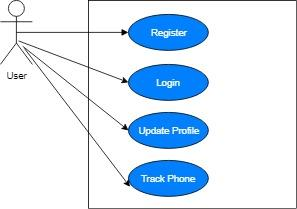 Register
User
Login
Update Profile
Track Phone